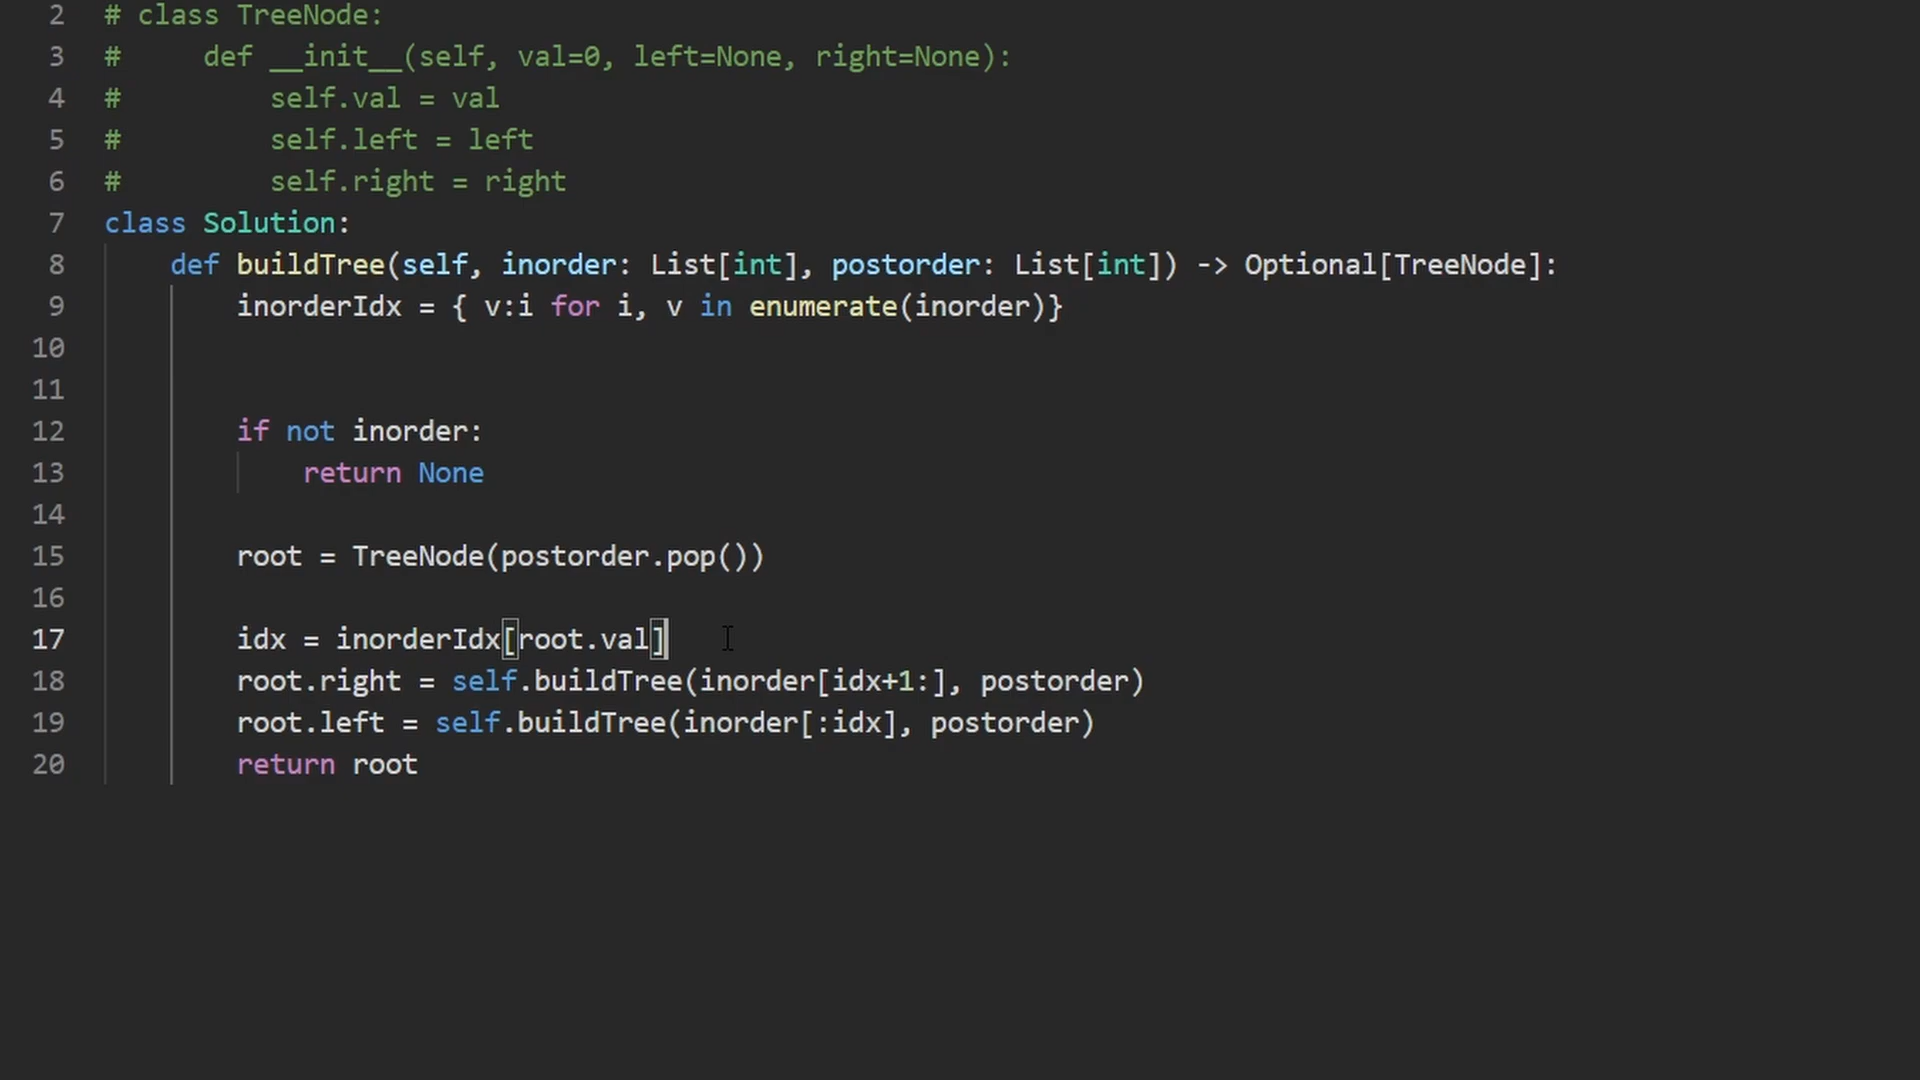 2 # class TreeNode:
3 #     def __init__(self, val=0, left=None, right=None):
4 #         self.val = val
5 #         self.left = left
6 #         self.right = right
7 class Solution:
8     def buildTree(self, inorder: List[int], postorder: List[int]) -> Optional[TreeNode]:
9         inorderIdx = { v:i for i, v in enumerate(inorder)}
10
11
12         if not inorder:
13             return None
14
15         root = TreeNode(postorder.pop())
16
17         idx = inorderIdx[root.val]
18         root.right = self.buildTree(inorder[idx+1:], postorder)
19         root.left = self.buildTree(inorder[:idx], postorder)
20         return root